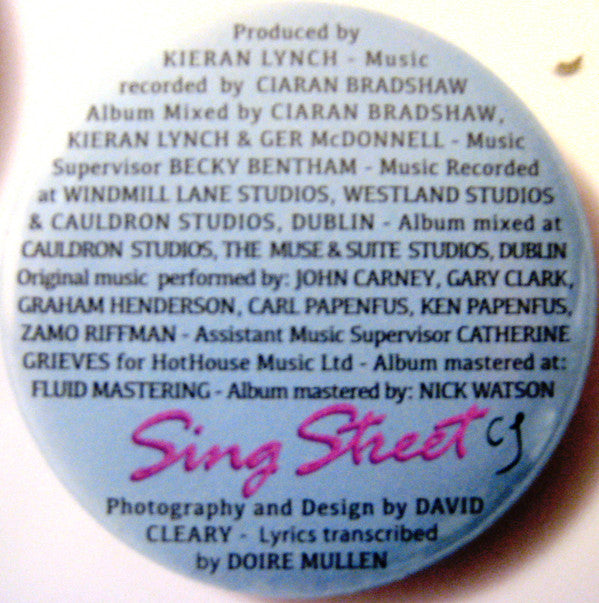 Produced by
KIERAN LYNCH - Music
recorded by CIARAN BRADSHAW
Album Mixed by CIARAN BRADSHAW,
KIERAN LYNCH & GER McDONNELL - Music
Supervisor BECKY BENTHAM - Music Recorded
at WINDMILL LANE STUDIOS, WESTLAND STUDIOS
& CAULDRON STUDIOS, DUBLIN - Album mixed at
CAULDRON STUDIOS, THE MUSE & SUITE STUDIOS, DUBLIN
Original music performed by: JOHN CARNEY, GARY CLARK,
GRAHAM HENDERSON, CARL PAPENFUS, KEN PAPENFUS,
ZAMO RIFFMAN - Assistant Music Supervisor CATHERINE
GRIEVES for HotHouse Music Ltd - Album mastered at:
FLUID MASTERING - Album mastered by: NICK WATSON
Sing Street
Photography and Design by DAVID
CLEARY - Lyrics transcribed
by DOIRE MULLEN